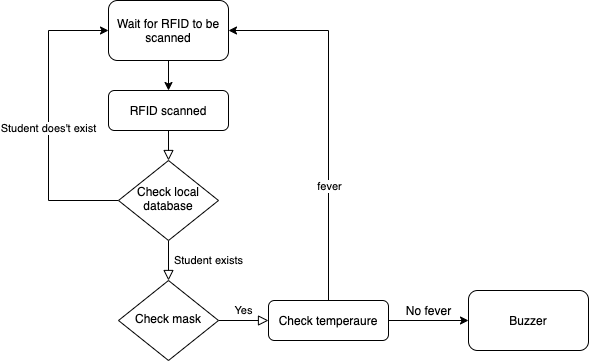 Wait for RFID to be
scanned
RFID scanned
Student does't exist
Check local
database
fever
Student exists
Check mask
Yes
Check temperaure
No fever
Buzzer